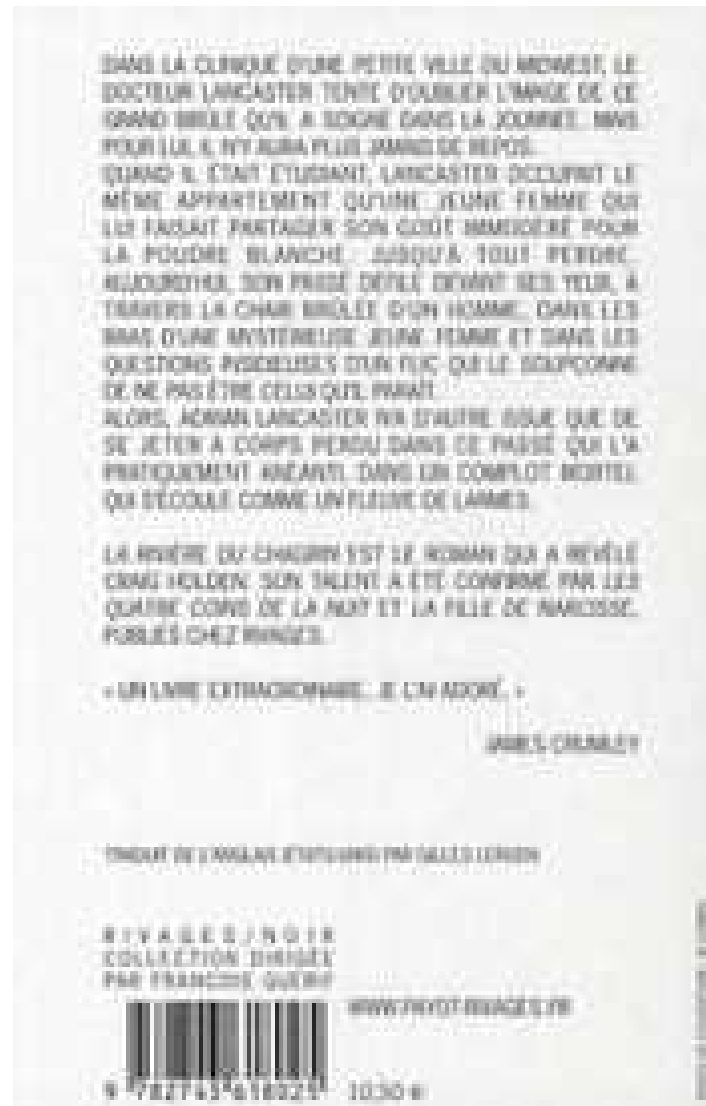 DANS LA CLINIQUE D'UNE PETITE VILLE DU MIDWEST, LE
DOCTEUR LANCASTER TENTE D'OUBLIER L'IMAGE DE CE
GRAND BRÛLÉ QU'IL A SOIGNÉ DANS LA JOURNÉE. MAIS
POUR LUI, IL N'Y AURA PLUS JAMAIS DE REPOS.
QUAND IL ÉTAIT ÉTUDIANT, LANCASTER OCCUPAIT LE
MÊME APPARTEMENT QU'UNE JEUNE FEMME QUI
LUI FAISAIT PARTAGER SON GOÛT IMMODÉRÉ POUR
LA POUDRE BLANCHE. JUSQU'À TOUT PERDRE.
AUJOURD'HUI, SON PASSÉ DÉFILE DEVANT SES YEUX, À
TRAVERS LA CHAIR BRÛLÉE D'UN HOMME, DANS LES
BRAS D'UNE MYSTÉRIEUSE JEUNE FEMME ET DANS LES
QUESTIONS INSIDIEUSES D'UN FLIC QUI LE SOUPÇONNE
DE NE PAS ÊTRE CELUI QU'IL PARAÎT.
ALORS, ADRIAN LANCASTER N'A D'AUTRE ISSUE QUE DE
SE JETER À CORPS PERDU DANS CE PASSÉ QUI L'A
PRATIQUEMENT ANÉANTI, DANS UN COMPLOT MORTEL
QUI S'ÉCOULE COMME UN FLEUVE DE LARMES.
LA RIVIÈRE DU CHAGRIN EST LE ROMAN QUI A RÉVÉLÉ
CRAIG HOLDEN. SON TALENT A ÉTÉ CONFIRMÉ PAR LES
QUATRE COINS DE LA NUIT ET LA FILLE DE NARCISSE,
PUBLIÉS CHEZ RIVAGES.
« UN LIVRE EXTRAORDINAIRE. JE L'AI ADORÉ. »
JAMES CRUMLEY
TRADUIT DE L'ANGLAIS (ÉTATS-UNIS) PAR GILLES
RIVAGES/NOIR
COLLECTION DIRIGÉE
PAR FRANÇOIS GUÉRIF
WWW.PAYOT-RIVAGES.FR
9 782743 618025 10,30 €